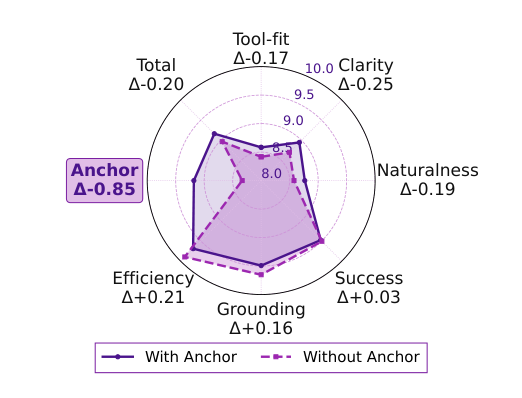 Tool-fit
Δ-0.17
Total
Δ-0.20
10.0
Clarity
Δ-0.25
9.5
9.0
8.5
8.0
Anchor
Δ-0.85
Naturalness
Δ-0.19
Efficiency
Δ+0.21
Success
Δ+0.03
Grounding
Δ+0.16
With Anchor
Without Anchor